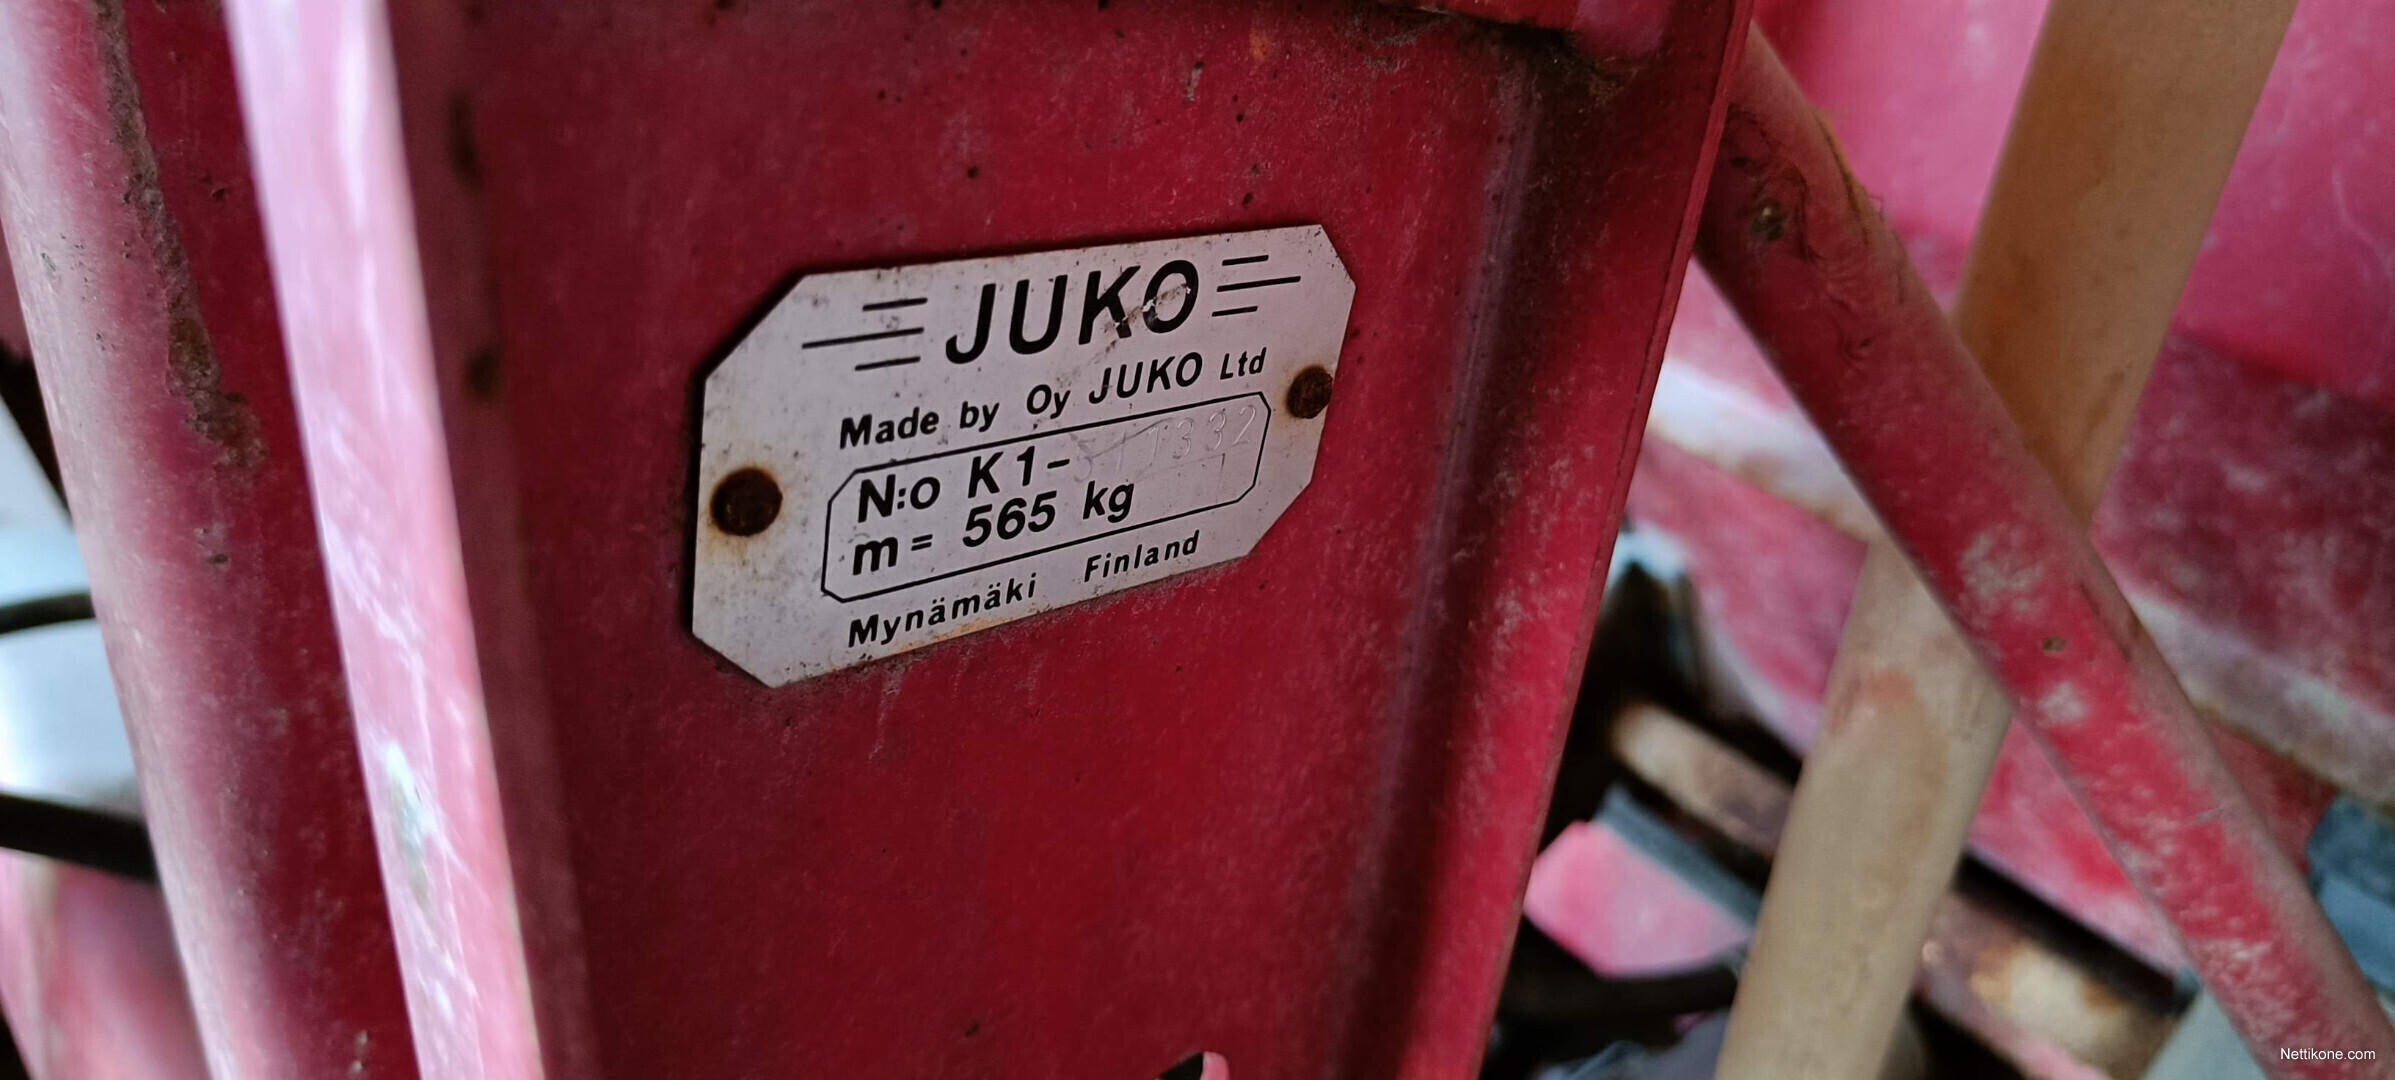 JUKO
Made by Oy JUKO Ltd
N:o K1-
m = 565 kg
Mynämäki Finland
Nettikone.com